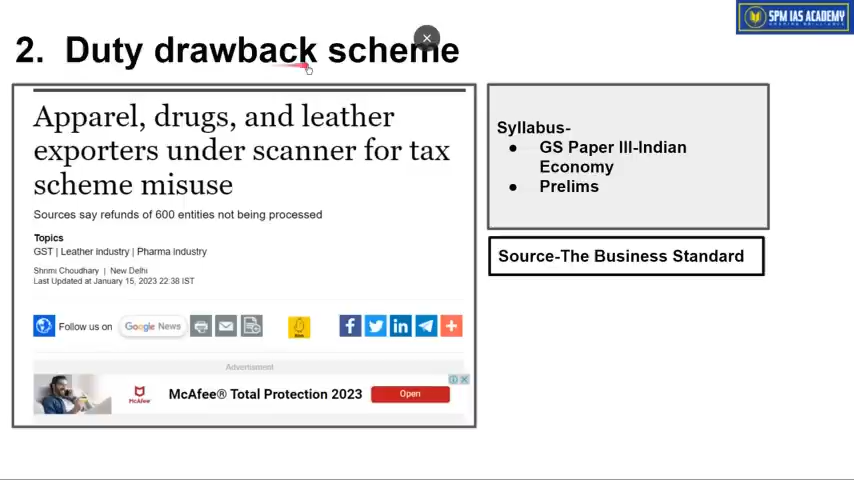 SPM IAS ACADEMY
2. Duty drawback scheme
Apparel, drugs, and leather
exporters under scanner for tax
scheme misuse
Sources say refunds of 600 entities not being processed
Topics
GST | Leather industry | Pharma industry
Shrimi Choudhary | New Delhi
Last Updated at January 15, 2023 22:38 IST
Follow us on
Google News
Advertisement
McAfee
McAfee® Total Protection 2023
Open
Syllabus-
● GS Paper III-Indian
Economy
● Prelims
Source-The Business Standard